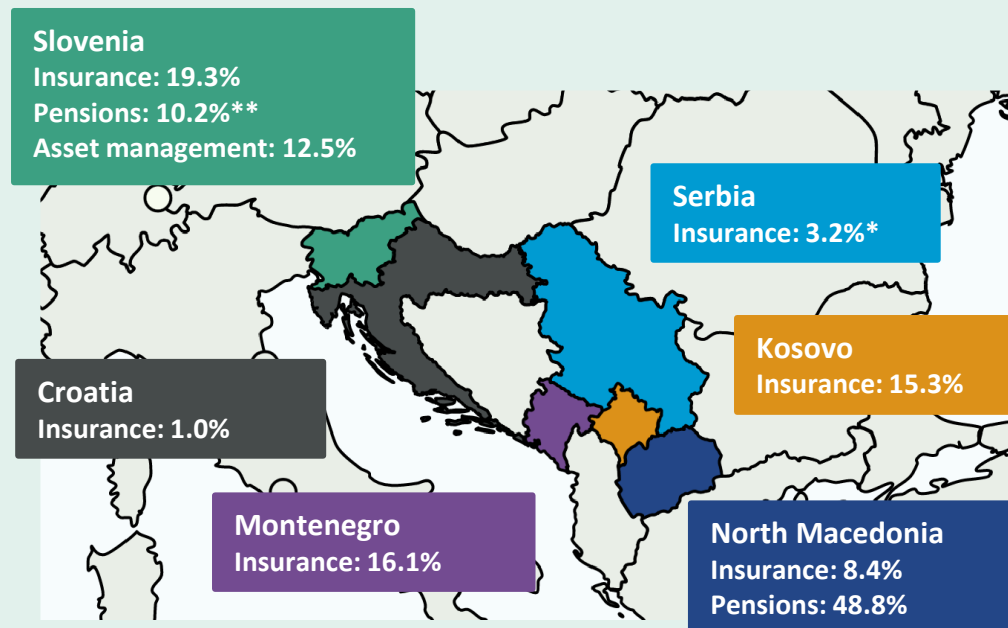 Slovenia
Insurance: 19.3%
Pensions: 10.2%**
Asset management: 12.5%
Serbia
Insurance: 3.2%*
Kosovo
Insurance: 15.3%
Croatia
Insurance: 1.0%
Montenegro
Insurance: 16.1%
North Macedonia
Insurance: 8.4%
Pensions: 48.8%